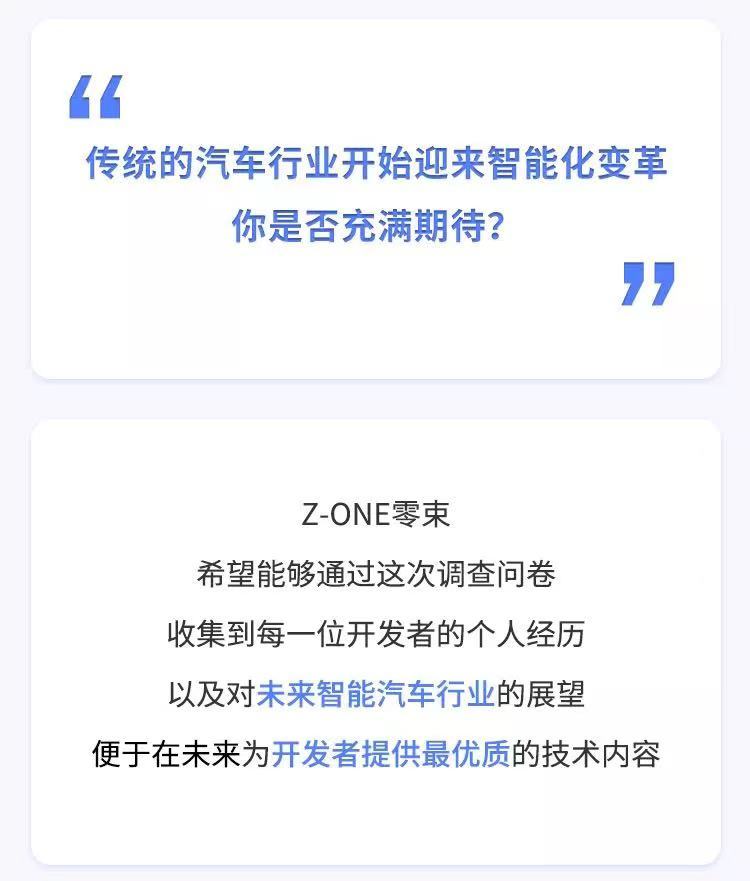 “
传统的汽车行业开始迎来智能化变革
你是否充满期待？
”
Z-ONE零束
希望能够通过这次调查问卷
收集到每一位开发者的个人经历
以及对未来智能汽车行业的展望
便于在未来为开发者提供最优质的技术内容